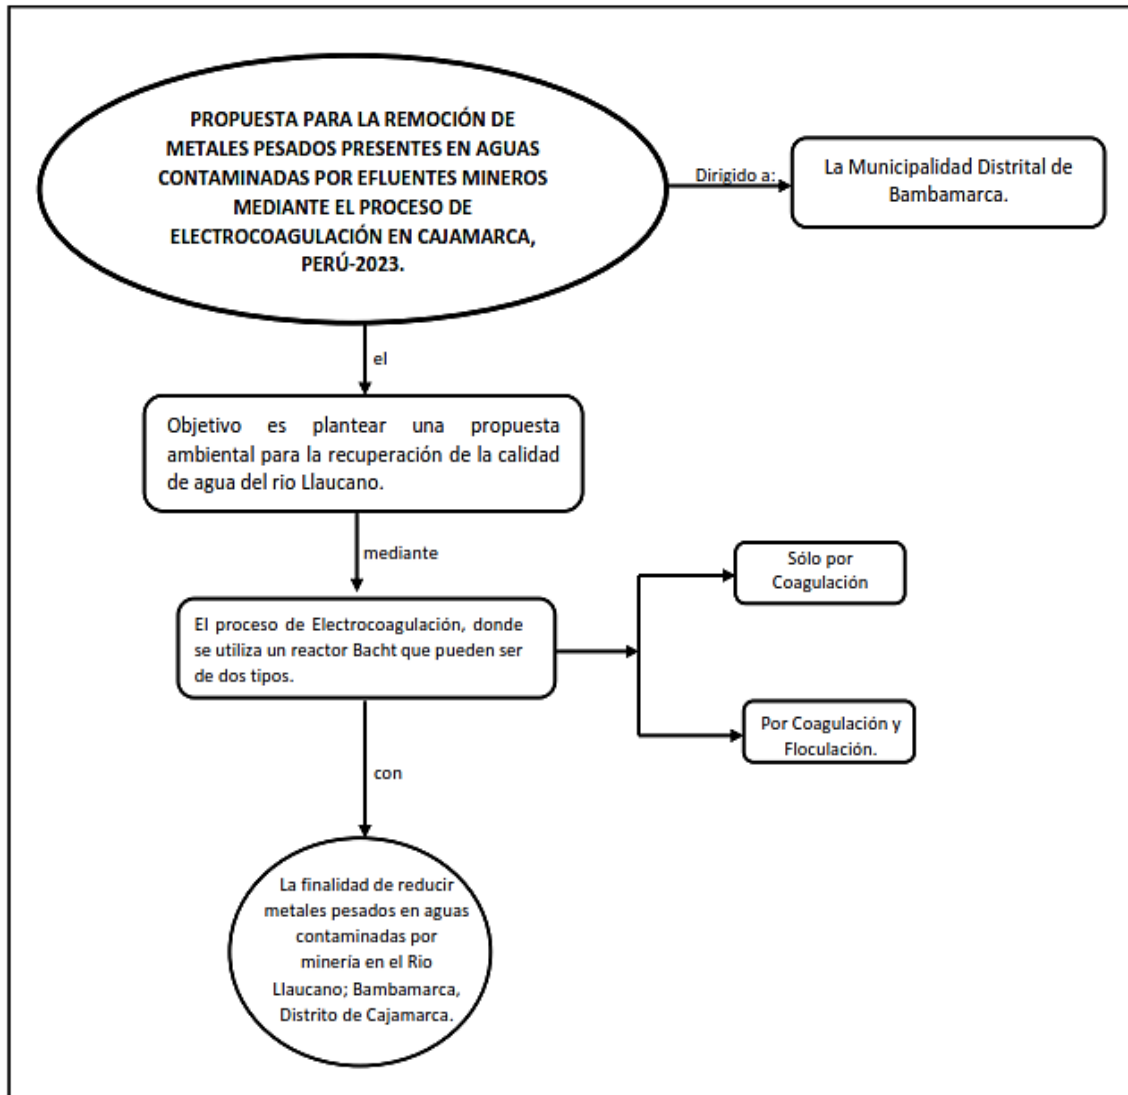 PROPUESTA PARA LA REMOCIÓN DE
METALES PESADOS PRESENTES EN AGUAS
CONTAMINADAS POR EFLUENTES MINEROS
MEDIANTE EL PROCESO DE
ELECTROCOAGULACIÓN EN CAJAMARCA,
PERÚ-2023.
Dirigido a:
La Municipalidad Distrital de
Bambamarca.
el
Objetivo es plantear una propuesta
ambiental para la recuperación de la calidad
de agua del rio Llaucano.
mediante
El proceso de Electrocoagulación, donde
se utiliza un reactor Bacht que pueden ser
de dos tipos.
Sólo por
Coagulación
Por Coagulación y
Floculación.
con
La finalidad de reducir
metales pesados en aguas
contaminadas por
minería en el Rio
Llaucano; Bambamarca,
Distrito de Cajamarca.